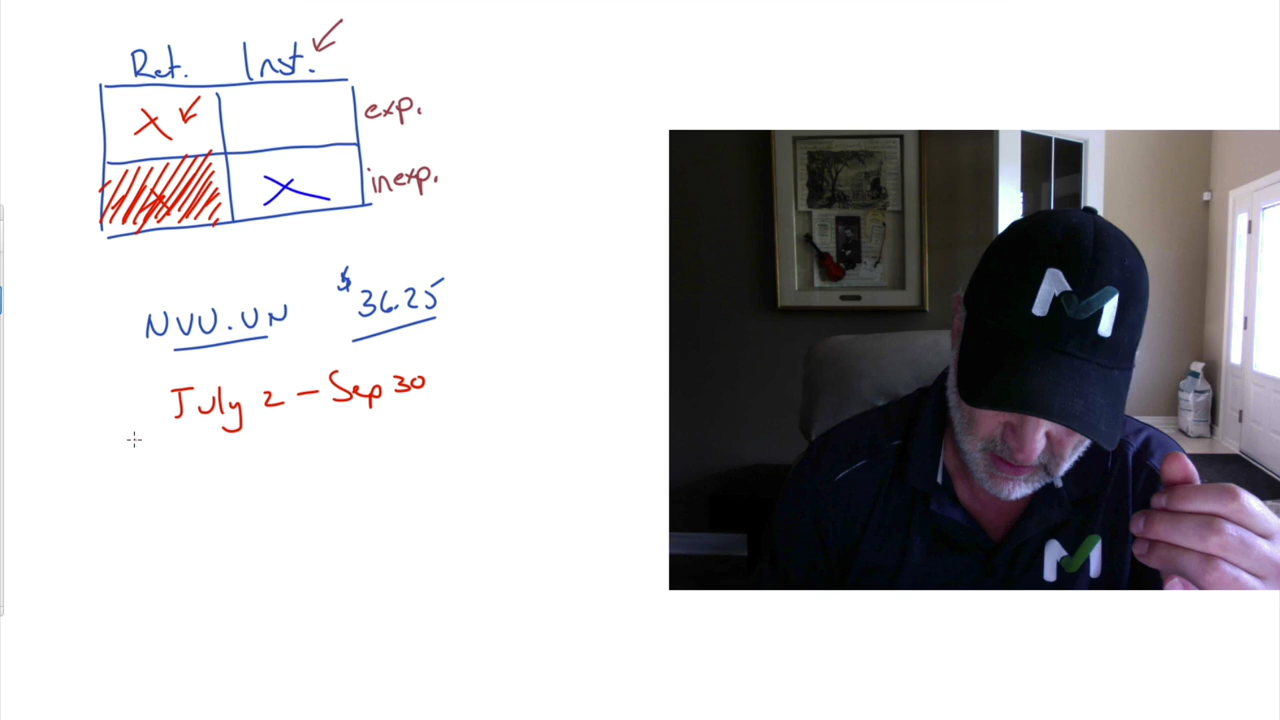 Ret. Inst.
X exp.
X inexp.
NVU.UN $36.25
July 2 - Sep 30
M
M